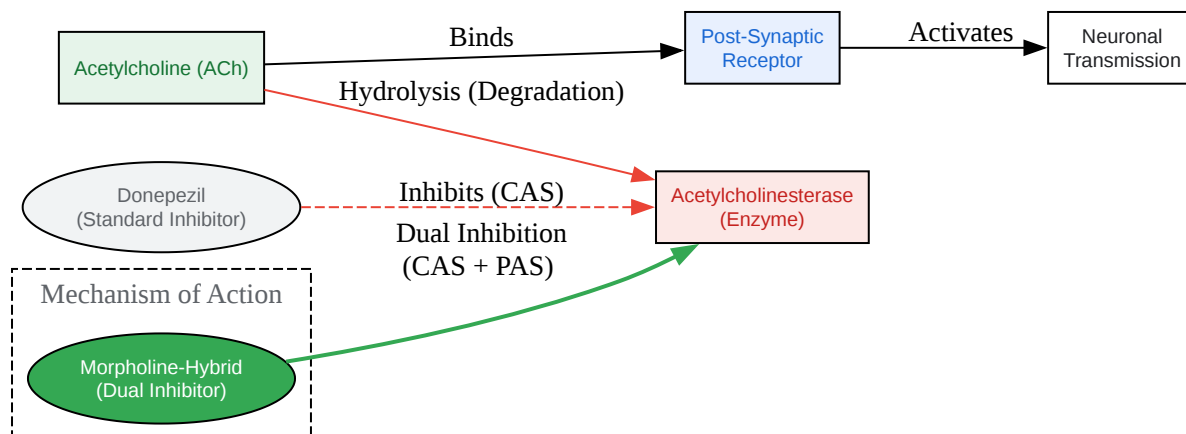 Acetylcholine (ACh)
Binds
Post-Synaptic
Receptor
Activates
Neuronal
Transmission
Hydrolysis (Degradation)
Donepezil
(Standard Inhibitor)
Inhibits (CAS)
Acetylcholinesterase
(Enzyme)
Dual Inhibition
(CAS + PAS)
Mechanism of Action
Morpholine-Hybrid
(Dual Inhibitor)